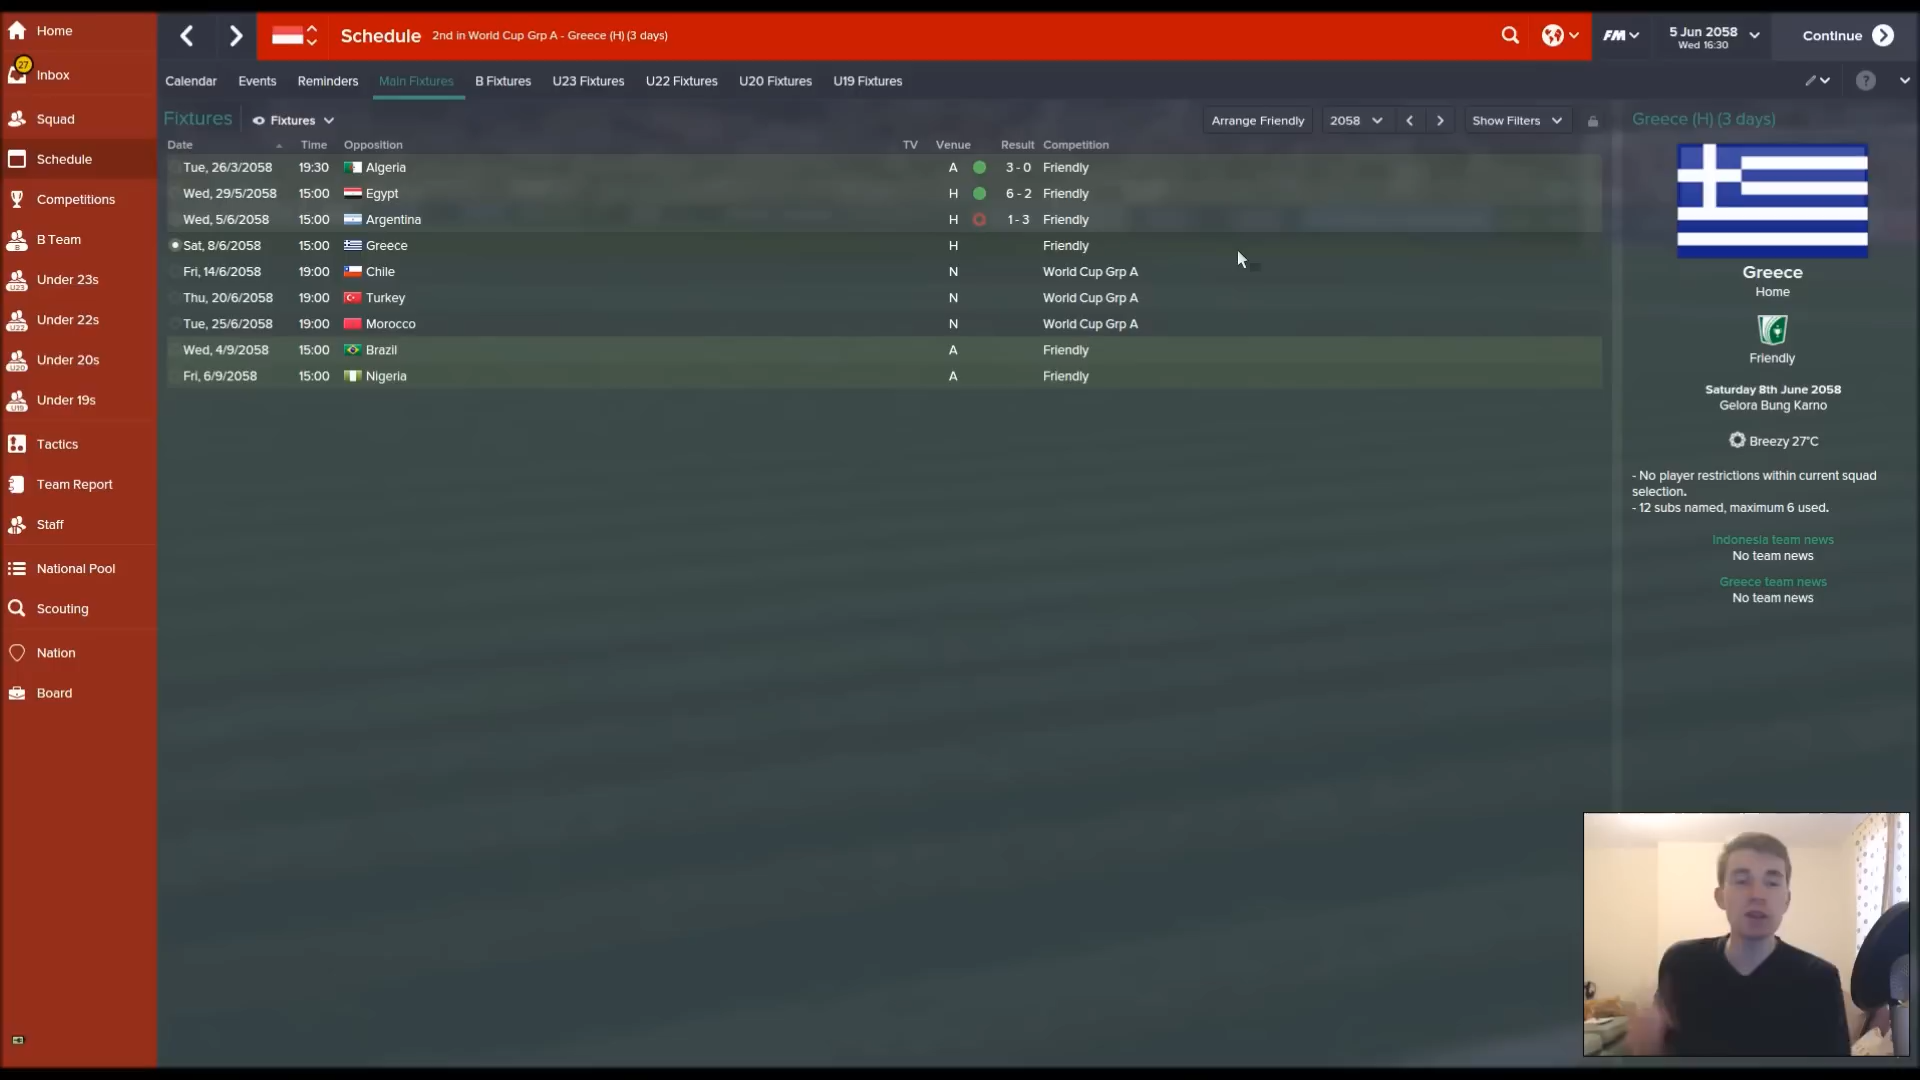 Home
Schedule 2nd in World Cup Grp A - Greece (H) (3 days)
FM
5 Jun 2058
Wed 16:30
Continue
27
Inbox
Calendar Events Reminders Main Fixtures B Fixtures U23 Fixtures U22 Fixtures U20 Fixtures U19 Fixtures
?
Squad
Schedule
Competitions
B Team
Under 23s
Under 22s
Under 20s
Under 19s
Tactics
Team Report
Staff
National Pool
Scouting
Nation
Board
Fixtures Fixtures Arrange Friendly 2058 Show Filters
Date Time Opposition TV Venue Result Competition
Tue, 26/3/2058 19:30 Algeria A 3 - 0 Friendly
Wed, 29/5/2058 15:00 Egypt H 6 - 2 Friendly
Wed, 5/6/2058 15:00 Argentina H 1 - 3 Friendly
Sat, 8/6/2058 15:00 Greece H Friendly
Fri, 14/6/2058 19:00 Chile N World Cup Grp A
Thu, 20/6/2058 19:00 Turkey N World Cup Grp A
Tue, 25/6/2058 19:00 Morocco N World Cup Grp A
Wed, 4/9/2058 15:00 Brazil A Friendly
Fri, 6/9/2058 15:00 Nigeria A Friendly
Greece (H) (3 days)
Greece
Home
Friendly
Saturday 8th June 2058
Gelora Bung Karno
Breezy 27°C
- No player restrictions within current squad
selection.
- 12 subs named, maximum 6 used.
Indonesia team news
No team news
Greece team news
No team news